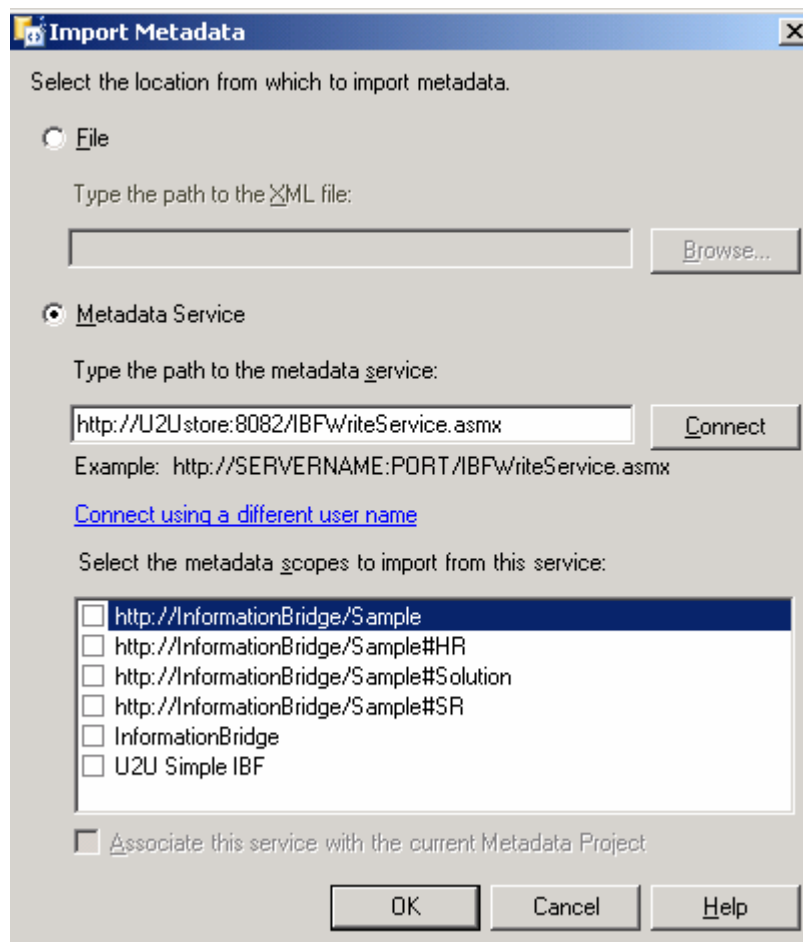 Import Metadata
Select the location from which to import metadata.
File
Type the path to the XML file:
Browse...
Metadata Service
Type the path to the metadata service:
http://U2Ustore:8082/IBFWriteService.asmx
Connect
Example: http://SERVERNAME:PORT/IBFWriteService.asmx
Connect using a different user name
Select the metadata scopes to import from this service:
http://InformationBridge/Sample
http://InformationBridge/Sample#HR
http://InformationBridge/Sample#Solution
http://InformationBridge/Sample#SR
InformationBridge
U2U Simple IBF
Associate this service with the current Metadata Project
OK
Cancel
Help